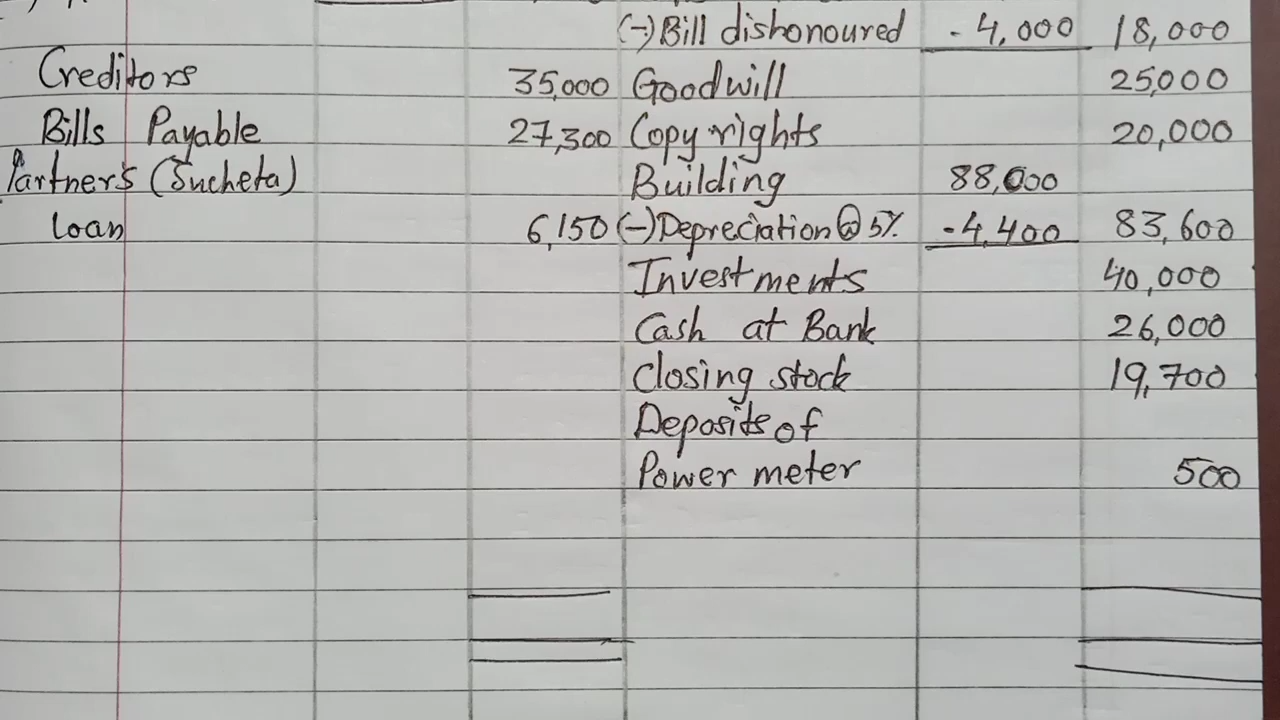 (-) Bill dishonoured - 4,000 18,000
Creditors 35,000 Goodwill 25,000
Bills Payable 27,300 Copy rights 20,000
Partner's (Sucheta) Building 88,000
loan 6,150 (-) Depreciation @ 5% - 4,400 83,600
Investments 40,000
Cash at Bank 26,000
Closing stock 19,700
Deposits of
Power meter 500